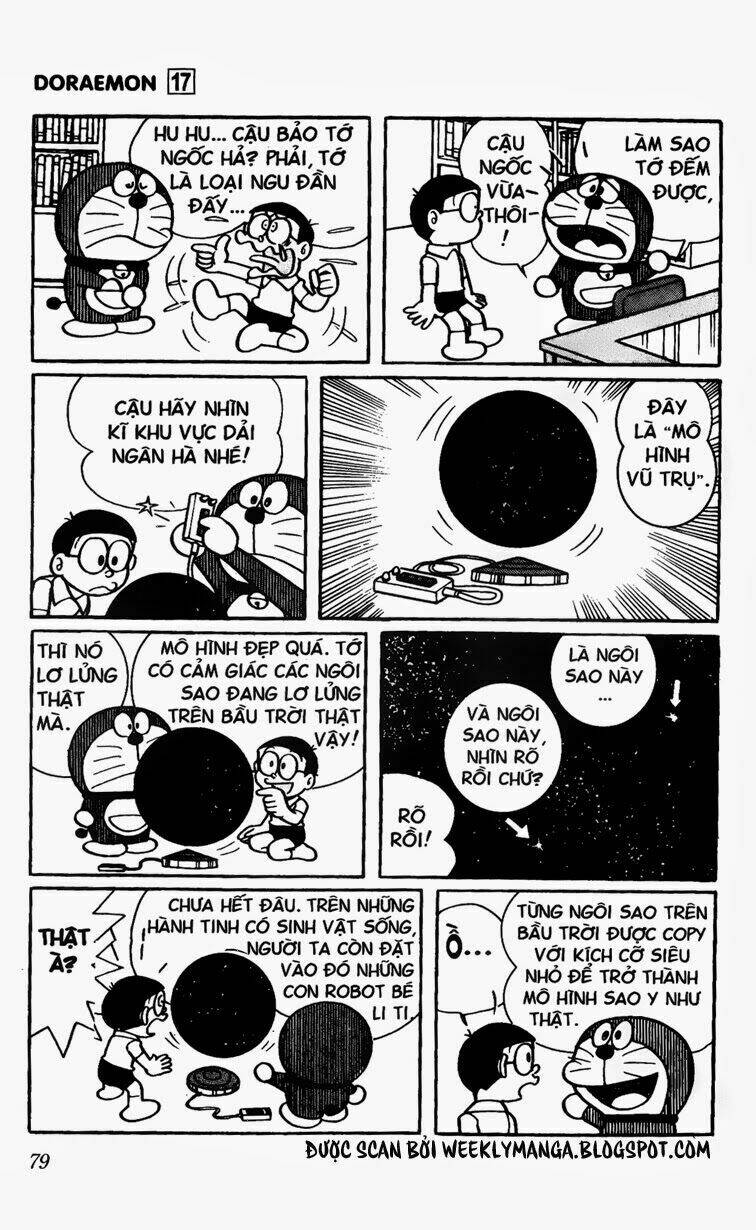 DORAEMON 17
LÀM SAO
TỚ ĐẾM
ĐƯỢC,
CẬU
NGỐC
VỪA
THÔI
!
HU HU... CẬU BẢO TỚ
NGỐC HẢ? PHẢI, TỚ
LÀ LOẠI NGU ĐẦN
ĐẤY...
ĐÂY
LÀ "MÔ
HÌNH
VŨ TRỤ".
CẬU HÃY NHÌN
KĨ KHU VỰC DẢI
NGÂN HÀ NHÉ!
LÀ NGÔI
SAO NÀY
...
VÀ NGÔI
SAO NÀY,
NHÌN RÕ
RỒI CHỨ?
RÕ
RỒI!
MÔ HÌNH ĐẸP QUÁ. TỚ
CÓ CẢM GIÁC CÁC NGÔI
SAO ĐANG LƠ LỬNG
TRÊN BẦU TRỜI THẬT
VẬY!
THÌ NÓ
LƠ LỬNG
THẬT
MÀ.
TỪNG NGÔI SAO TRÊN
BẦU TRỜI ĐƯỢC COPY
VỚI KÍCH CỠ SIÊU
NHỎ ĐỂ TRỞ THÀNH
MÔ HÌNH SAO Y NHƯ
THẬT.
Ồ...
CHƯA HẾT ĐÂU. TRÊN NHỮNG
HÀNH TINH CÓ SINH VẬT SỐNG,
NGƯỜI TA CÒN ĐẶT
VÀO ĐÓ NHỮNG
CON ROBOT BÉ
LI TI.
THẬT
À?
79
ĐƯỢC SCAN BỞI WEEKLYMANGA.BLOGSPOT.COM